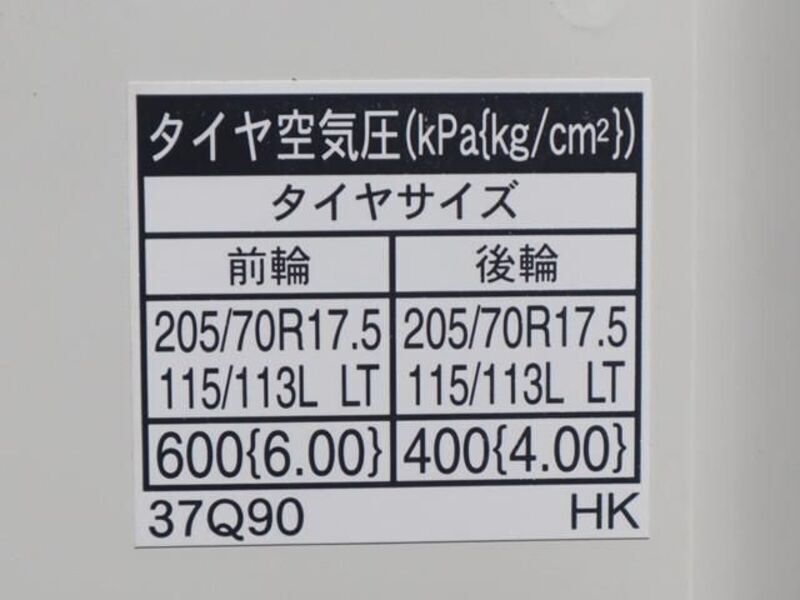 タイヤ空気圧(kPa{kg/cm²})
タイヤサイズ
前輪 後輪
205/70R17.5 205/70R17.5
115/113L LT 115/113L LT
600{6.00} 400{4.00}
37Q90 HK